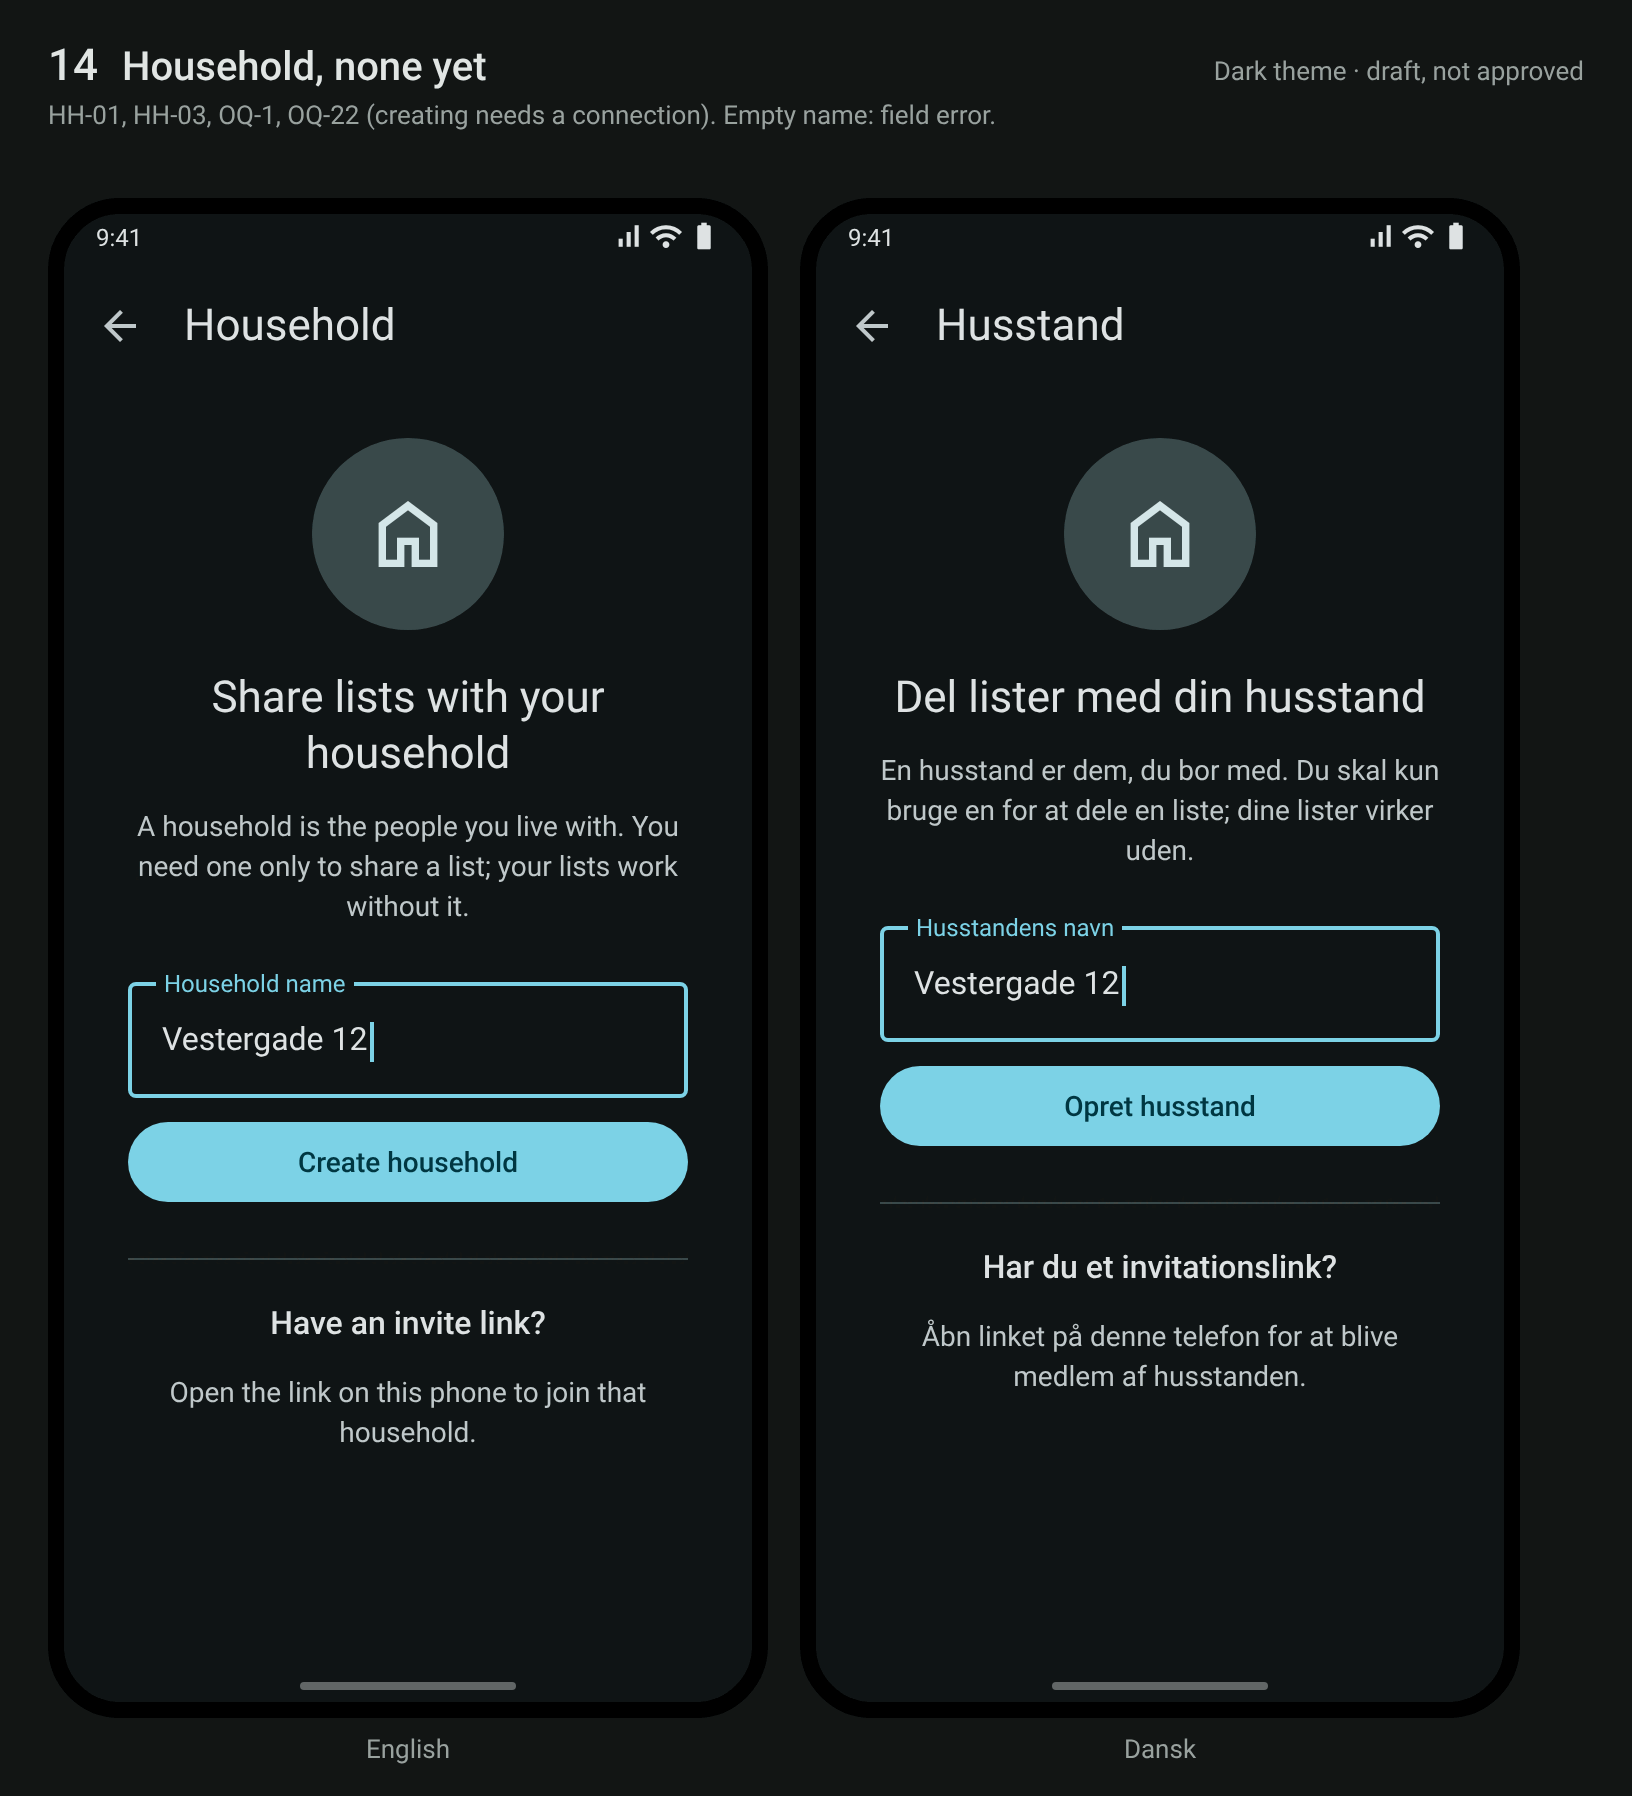 14 Household, none yet
Dark theme · draft, not approved
HH-01, HH-03, OQ-1, OQ-22 (creating needs a connection). Empty name: field error.
9:41
Household
Share lists with your
household
A household is the people you live with. You
need one only to share a list; your lists work
without it.
Household name
Vestergade 12
Create household
Have an invite link?
Open the link on this phone to join that
household.
English
9:41
Husstand
Del lister med din husstand
En husstand er dem, du bor med. Du skal kun
bruge en for at dele en liste; dine lister virker
uden.
Husstandens navn
Vestergade 12
Opret husstand
Har du et invitationslink?
Åbn linket på denne telefon for at blive
medlem af husstanden.
Dansk